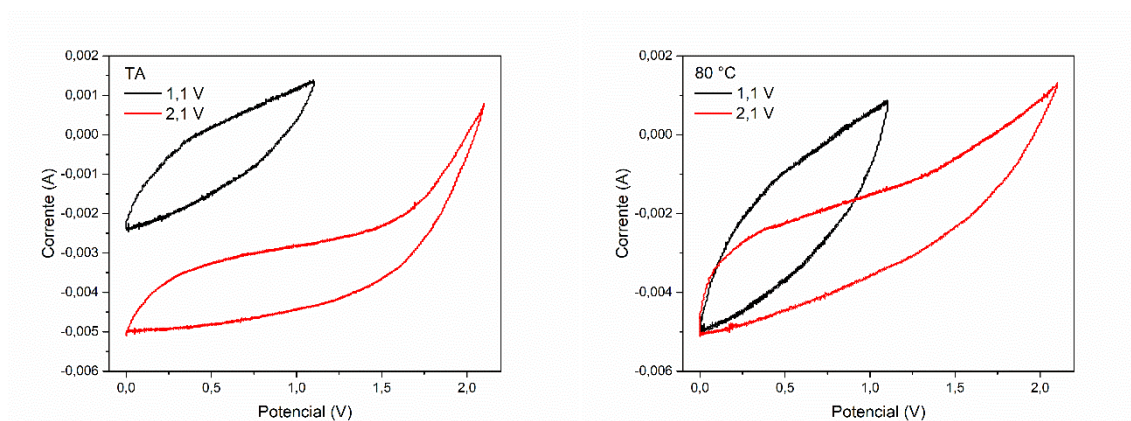 TA
1,1 V
2,1 V
0,002
0,001
0,000
-0,001
-0,002
-0,003
-0,004
-0,005
-0,006
Corrente (A)
0,0 0,5 1,0 1,5 2,0
Potencial (V)
80 °C
1,1 V
2,1 V
0,002
0,000
-0,002
-0,004
-0,006
Corrente (A)
0,0 0,5 1,0 1,5 2,0
Potencial (V)